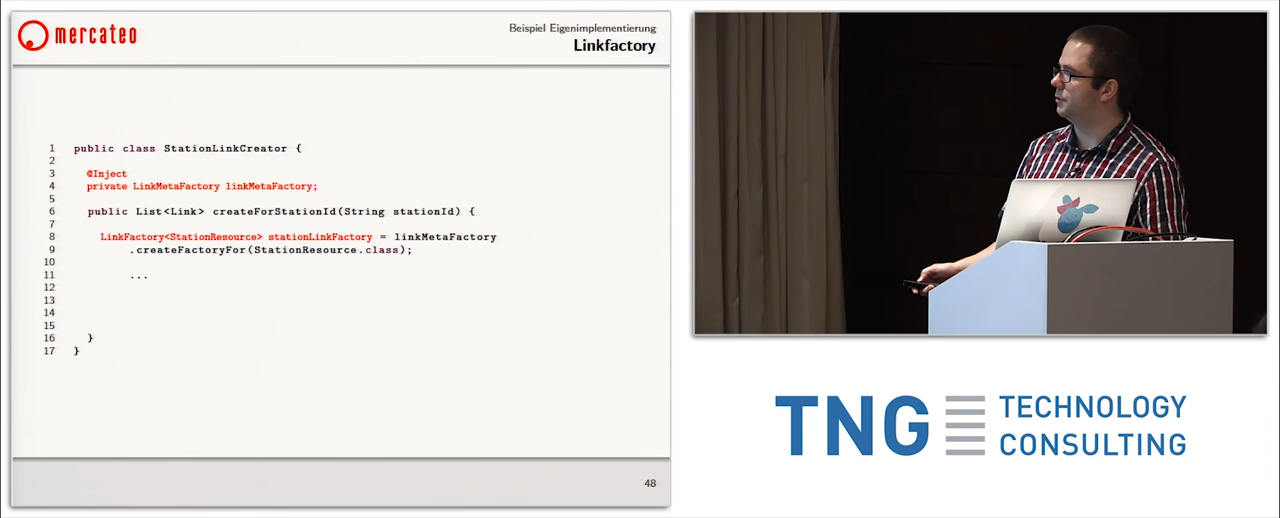 mercateo
Beispiel Eigenimplementierung
Linkfactory
1 public class StationLinkCreator {
2
3 @Inject
4 private LinkMetaFactory linkMetaFactory;
5
6 public List<Link> createForStationId(String stationId) {
7
8 LinkFactory<StationResource> stationLinkFactory = linkMetaFactory
9 .createFactoryFor(StationResource.class);
10
11 ...
12
13
14
15
16 }
17 }
48
TNG TECHNOLOGY
CONSULTING